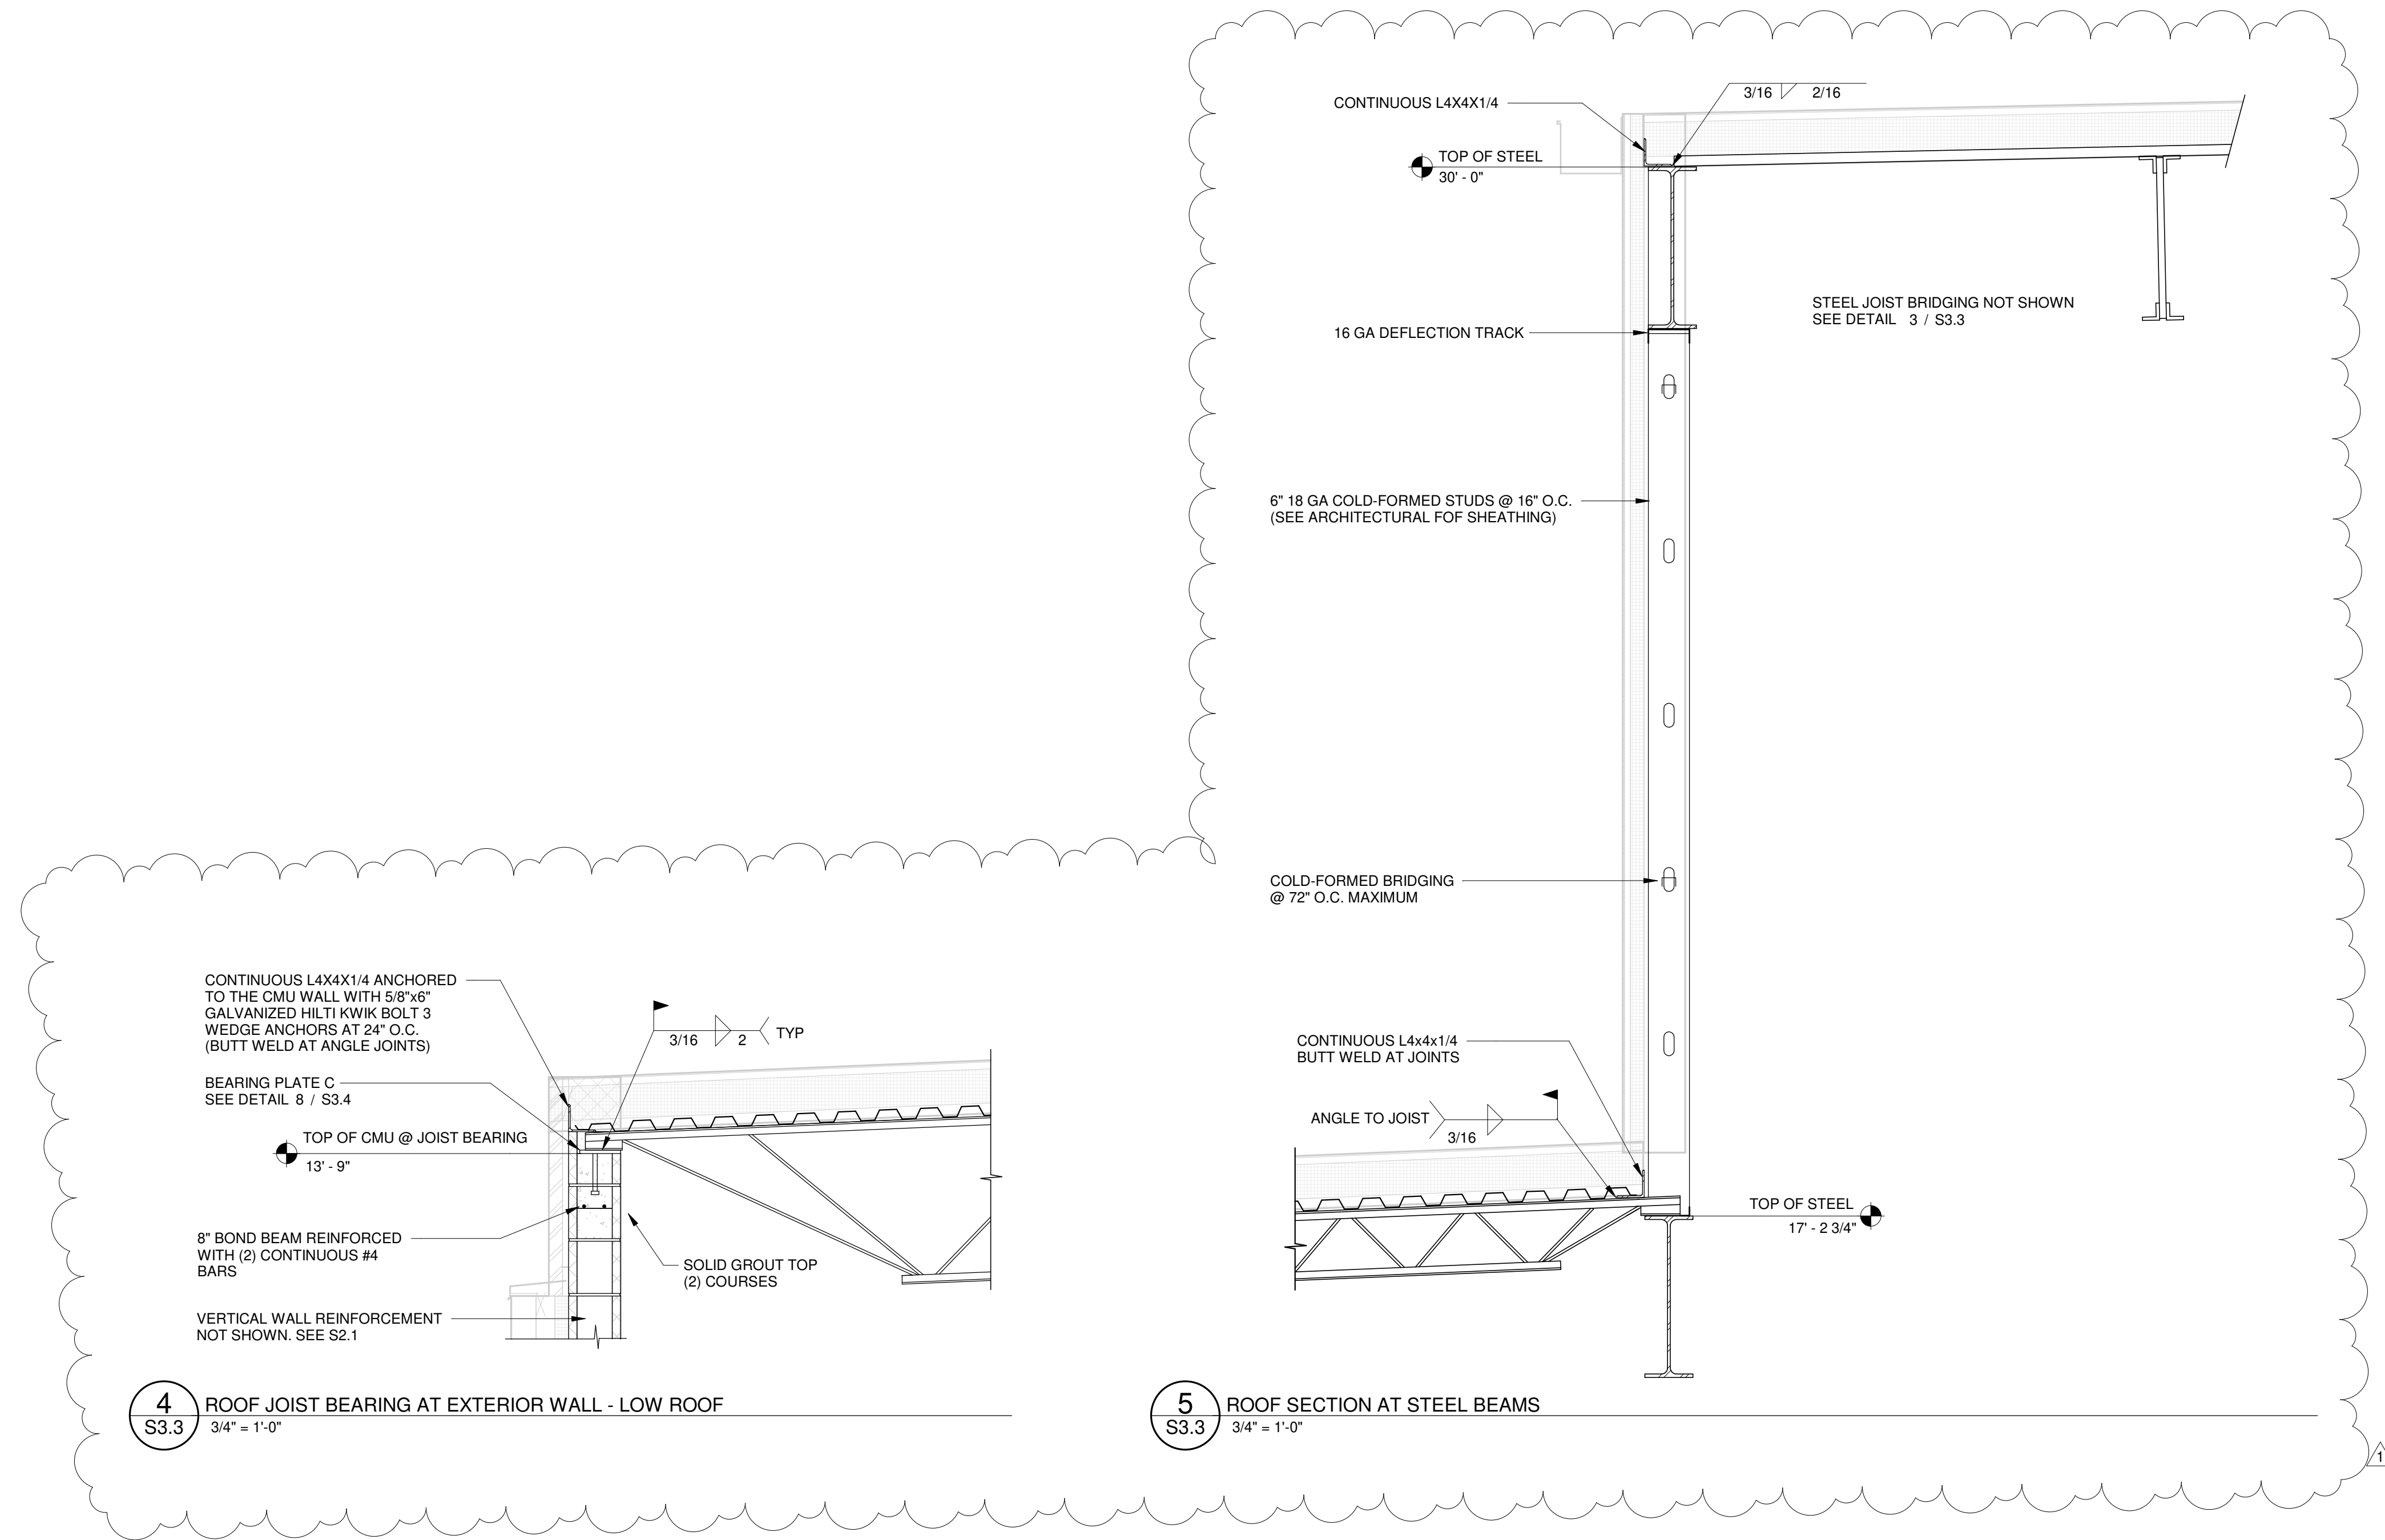 CONTINUOUS L4X4X1/4
3/16 2/16
TOP OF STEEL
30' - 0"
16 GA DEFLECTION TRACK
STEEL JOIST BRIDGING NOT SHOWN
SEE DETAIL 3 / S3.3
6" 18 GA COLD-FORMED STUDS @ 16" O.C.
(SEE ARCHITECTURAL FOF SHEATHING)
COLD-FORMED BRIDGING
@ 72" O.C. MAXIMUM
CONTINUOUS L4X4X1/4 ANCHORED
TO THE CMU WALL WITH 5/8"x6"
GALVANIZED HILTI KWIK BOLT 3
WEDGE ANCHORS AT 24" O.C.
(BUTT WELD AT ANGLE JOINTS)
3/16 2 TYP
BEARING PLATE C
SEE DETAIL 8 / S3.4
TOP OF CMU @ JOIST BEARING
13' - 9"
8" BOND BEAM REINFORCED
WITH (2) CONTINUOUS #4
BARS
SOLID GROUT TOP
(2) COURSES
VERTICAL WALL REINFORCEMENT
NOT SHOWN. SEE S2.1
CONTINUOUS L4x4x1/4
BUTT WELD AT JOINTS
ANGLE TO JOIST
3/16
TOP OF STEEL
17' - 2 3/4"
4
S3.3
ROOF JOIST BEARING AT EXTERIOR WALL - LOW ROOF
3/4" = 1'-0"
5
S3.3
ROOF SECTION AT STEEL BEAMS
3/4" = 1'-0"
1